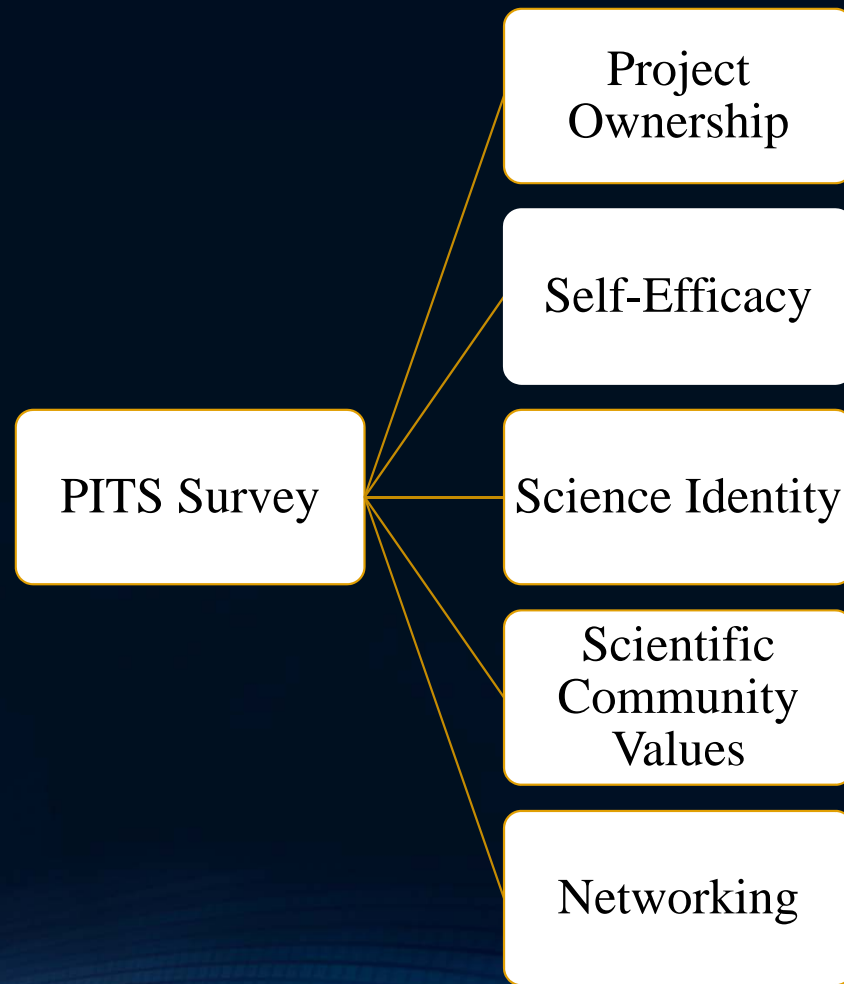 Project
Ownership
Self-Efficacy
PITS Survey
Science Identity
Scientific
Community
Values
Networking